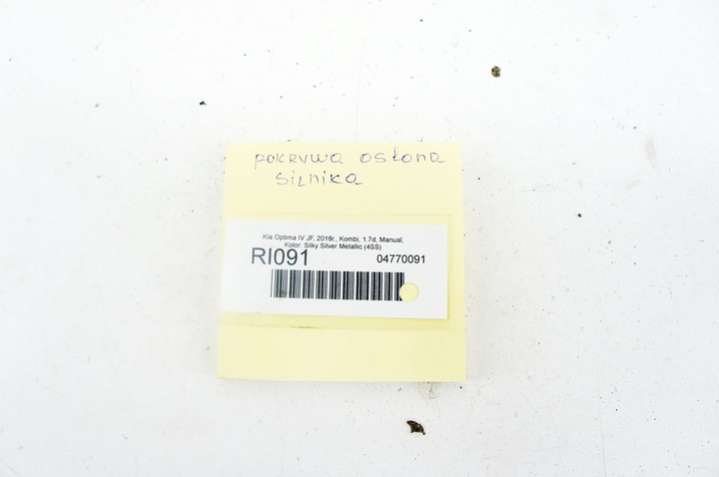 pokrywa osłona
silnika
Kia Optima IV JF, 2016r., Kombi, 1.7d, Manual,
Kolor: Silky Silver Metallic (4SS)
RI091 04770091